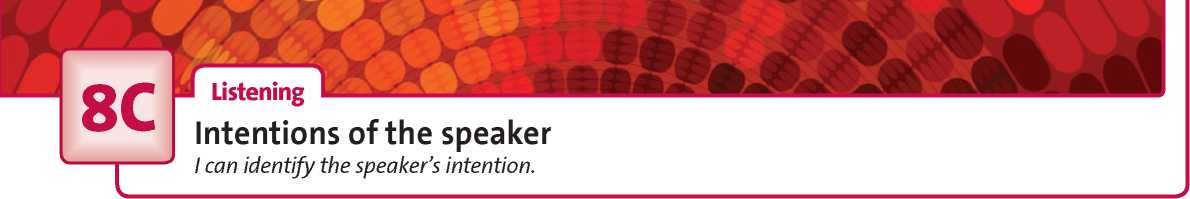 8C
Listening
Intentions of the speaker
I can identify the speaker's intention.